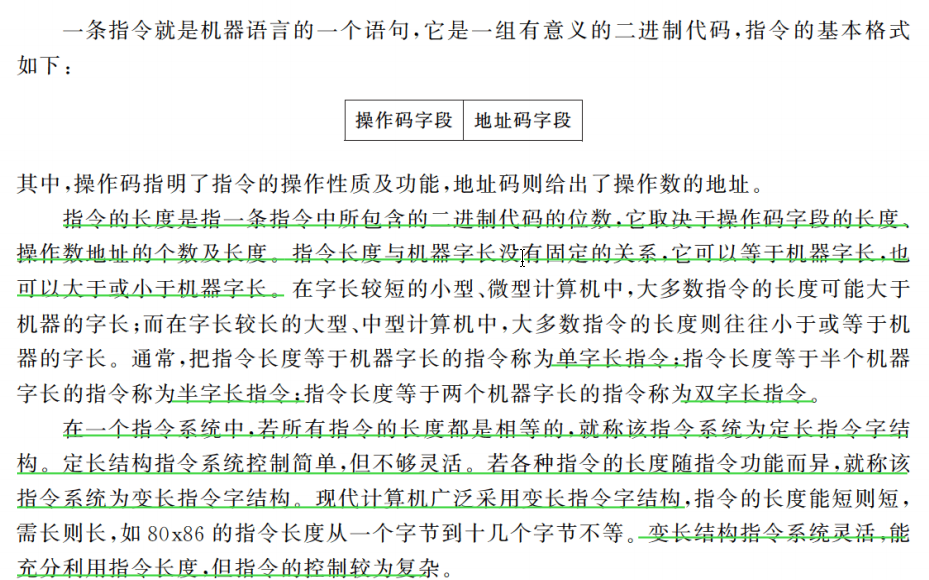 一条指令就是机器语言的一个语句,它是一组有意义的二进制代码,指令的基本格式
如下:
操作码字段 地址码字段
其中,操作码指明了指令的操作性质及功能,地址码则给出了操作数的地址。
指令的长度是指一条指令中所包含的二进制代码的位数,它取决于操作码字段的长度、
操作数地址的个数及长度。指令长度与机器字长没有固定的关系,它可以等于机器字长,也
可以大于或小于机器字长。在字长较短的小型、微型计算机中,大多数指令的长度可能大于
机器的字长;而在字长较长的大型、中型计算机中,大多数指令的长度则往往小于或等于机
器的字长。通常,把指令长度等于机器字长的指令称为单字长指令;指令长度等于半个机器
字长的指令称为半字长指令;指令长度等于两个机器字长的指令称为双字长指令。
在一个指令系统中,若所有指令的长度都是相等的,就称该指令系统为定长指令字结
构。定长结构指令系统控制简单,但不够灵活。若各种指令的长度随指令功能而异,就称该
指令系统为变长指令字结构。现代计算机广泛采用变长指令字结构,指令的长度能短则短,
需长则长,如 80x86 的指令长度从一个字节到十几个字节不等。变长结构指令系统灵活,能
充分利用指令长度,但指令的控制较为复杂。